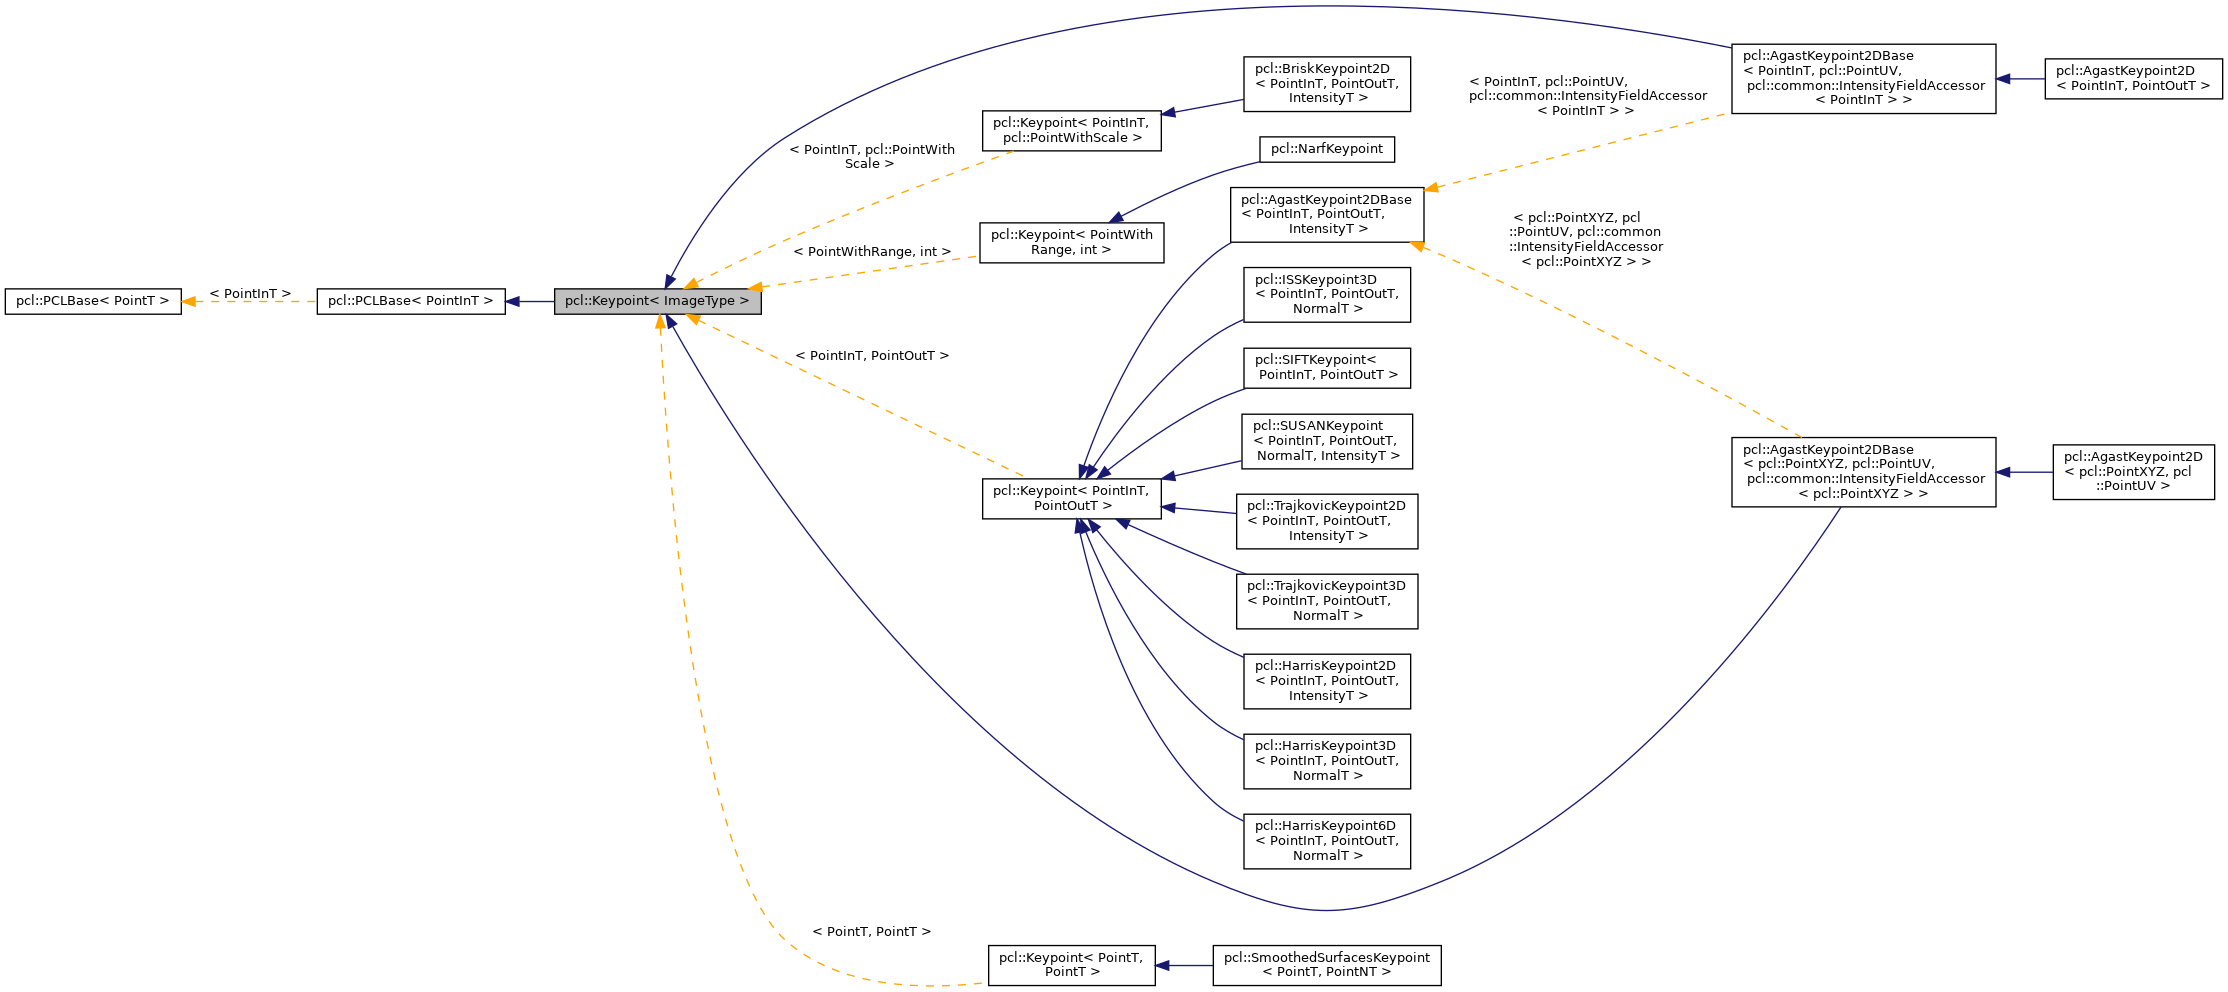 pcl::PCLBase< PointT >
< PointInT >
pcl::PCLBase< PointInT >
pcl::Keypoint< ImageType >
< PointInT, pcl::PointWith
Scale >
< PointWithRange, int >
< PointInT, PointOutT >
< PointT, PointT >
pcl::Keypoint< PointInT,
pcl::PointWithScale >
pcl::Keypoint< PointWith
Range, int >
pcl::Keypoint< PointInT,
PointOutT >
pcl::Keypoint< PointT,
PointT >
pcl::BriskKeypoint2D
< PointInT, PointOutT,
IntensityT >
pcl::NarfKeypoint
pcl::AgastKeypoint2DBase
< PointInT, PointOutT,
IntensityT >
pcl::ISSKeypoint3D
< PointInT, PointOutT,
NormalT >
pcl::SIFTKeypoint<
PointInT, PointOutT >
pcl::SUSANKeypoint
< PointInT, PointOutT,
NormalT, IntensityT >
pcl::TrajkovicKeypoint2D
< PointInT, PointOutT,
IntensityT >
pcl::TrajkovicKeypoint3D
< PointInT, PointOutT,
NormalT >
pcl::HarrisKeypoint2D
< PointInT, PointOutT,
IntensityT >
pcl::HarrisKeypoint3D
< PointInT, PointOutT,
NormalT >
pcl::HarrisKeypoint6D
< PointInT, PointOutT,
NormalT >
pcl::SmoothedSurfacesKeypoint
< PointT, PointNT >
< PointInT, pcl::PointUV,
pcl::common::IntensityFieldAccessor
< PointInT > >
< pcl::PointXYZ, pcl
::PointUV, pcl::common
::IntensityFieldAccessor
< pcl::PointXYZ > >
pcl::AgastKeypoint2DBase
< PointInT, pcl::PointUV,
pcl::common::IntensityFieldAccessor
< PointInT > >
pcl::AgastKeypoint2D
< PointInT, PointOutT >
pcl::AgastKeypoint2DBase
< pcl::PointXYZ, pcl::PointUV,
pcl::common::IntensityFieldAccessor
< pcl::PointXYZ > >
pcl::AgastKeypoint2D
< pcl::PointXYZ, pcl
::PointUV >